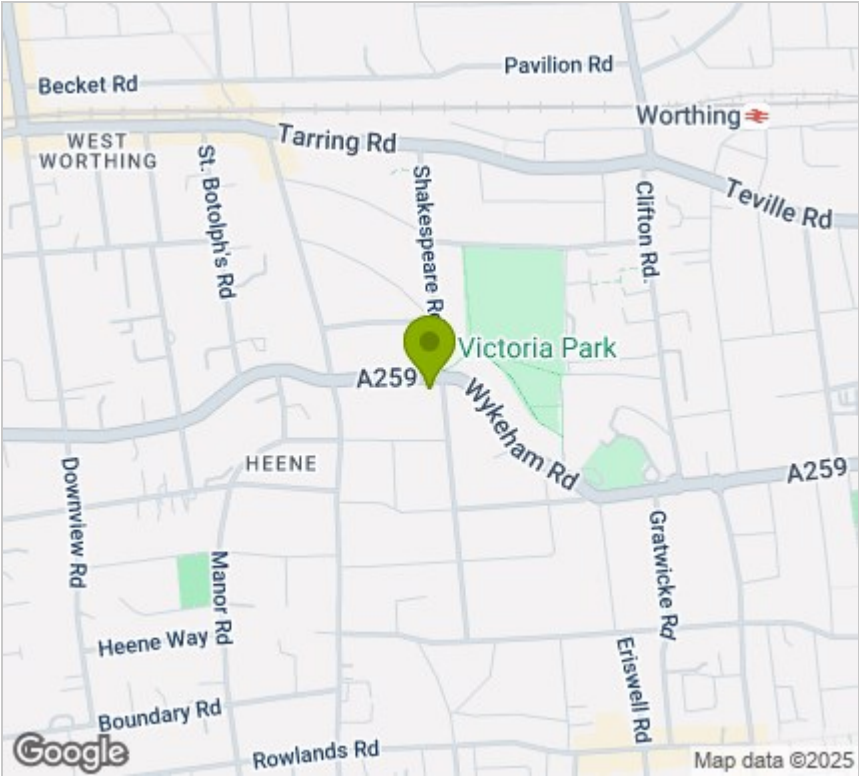 Pavilion Rd
Becket Rd
Worthing
Tarring Rd
WEST
WORTHING
St. Botolph's Rd
Shakespeare Rd
Clifton Rd.
Teville Rd
Victoria Park
A259
Wykeham Rd
HEENE
A259
Downview Rd
Gratwicke Rd
Manor Rd
Heene Way
Eriswell Rd
Boundary Rd
Rowlands Rd
Google
Map data ©2025